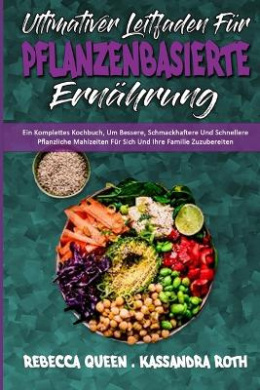 Ultimativer Leitfaden Für
PFLANZENBASIERTE
Ernährung
Ein Komplettes Kochbuch, Um Bessere, Schmackhaftere Und Schnellere
Pflanzliche Mahlzeiten Für Sich Und Ihre Familie Zuzubereiten
REBECCA QUEEN . KASSANDRA ROTH